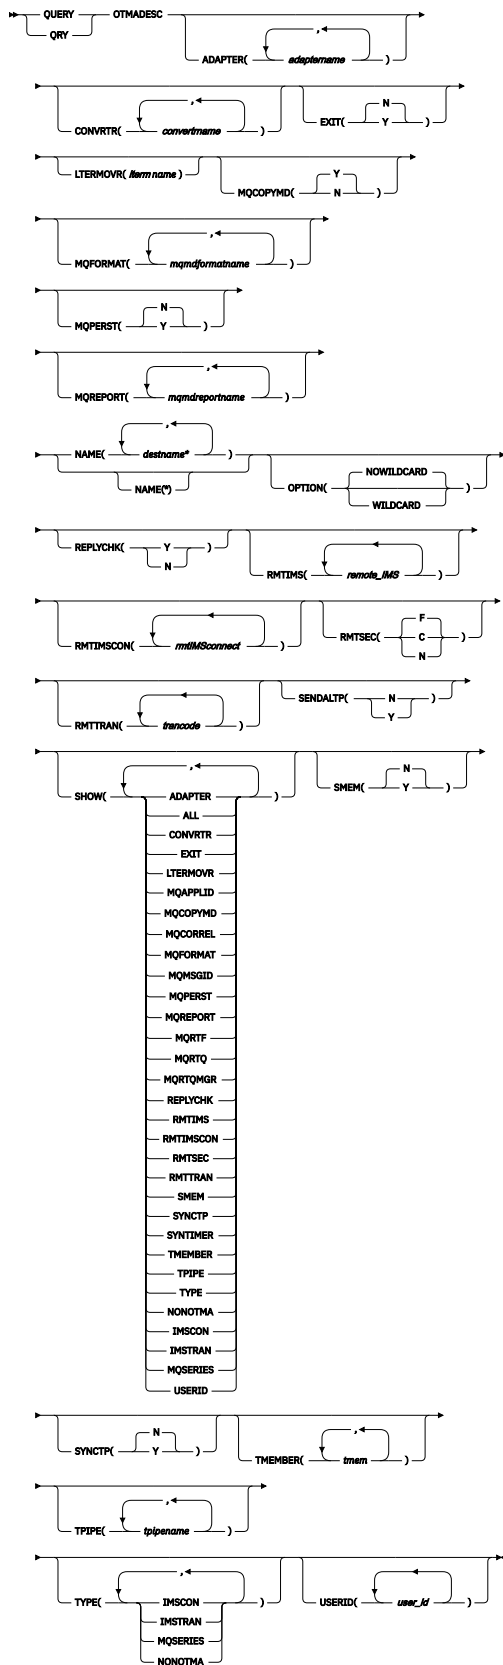 QUERY OTMADESC
QRY
,
ADAPTER( adaptername )
, N
CONVRTR( convertrname ) EXIT( Y )
Y
LTERMOVR( lterm name ) MQCOPYMD( N )
,
MQFORMAT( mqmdformatname )
N
MQPERST( Y )
,
MQREPORT( mqmdreportname )
,
NAME( destname* ) NOWILDCARD
NAME(*) OPTION( )
WILDCARD
REPLYCHK( Y )
N
RMTIMS( remote_IMS )
F
RMTIMSCON( rmtIMSconnect ) RMTSEC( C )
N
RMTTRAN( trancode ) SENDALTP( N )
Y
, N
SHOW( ADAPTER ) SMEM( Y )
ALL
CONVRTR
EXIT
LTERMOVR
MQAPPLID
MQCOPYMD
MQCORREL
MQFORMAT
MQMSGID
MQPERST
MQREPORT
MQRTF
MQRTQ
MQRTQMGR
REPLYCHK
RMTIMS
RMTIMSCON
RMTSEC
RMTTRAN
SMEM
SYNCTP
SYNTIMER
TMEMBER
TPIPE
TYPE
NONOTMA
IMSCON
IMSTRAN
MQSERIES
USERID
N ,
SYNCTP( Y ) TMEMBER( tmem )
,
TPIPE( tpipename )
,
TYPE( IMSCON ) USERID( user_id )
IMSTRAN
MQSERIES
NONOTMA